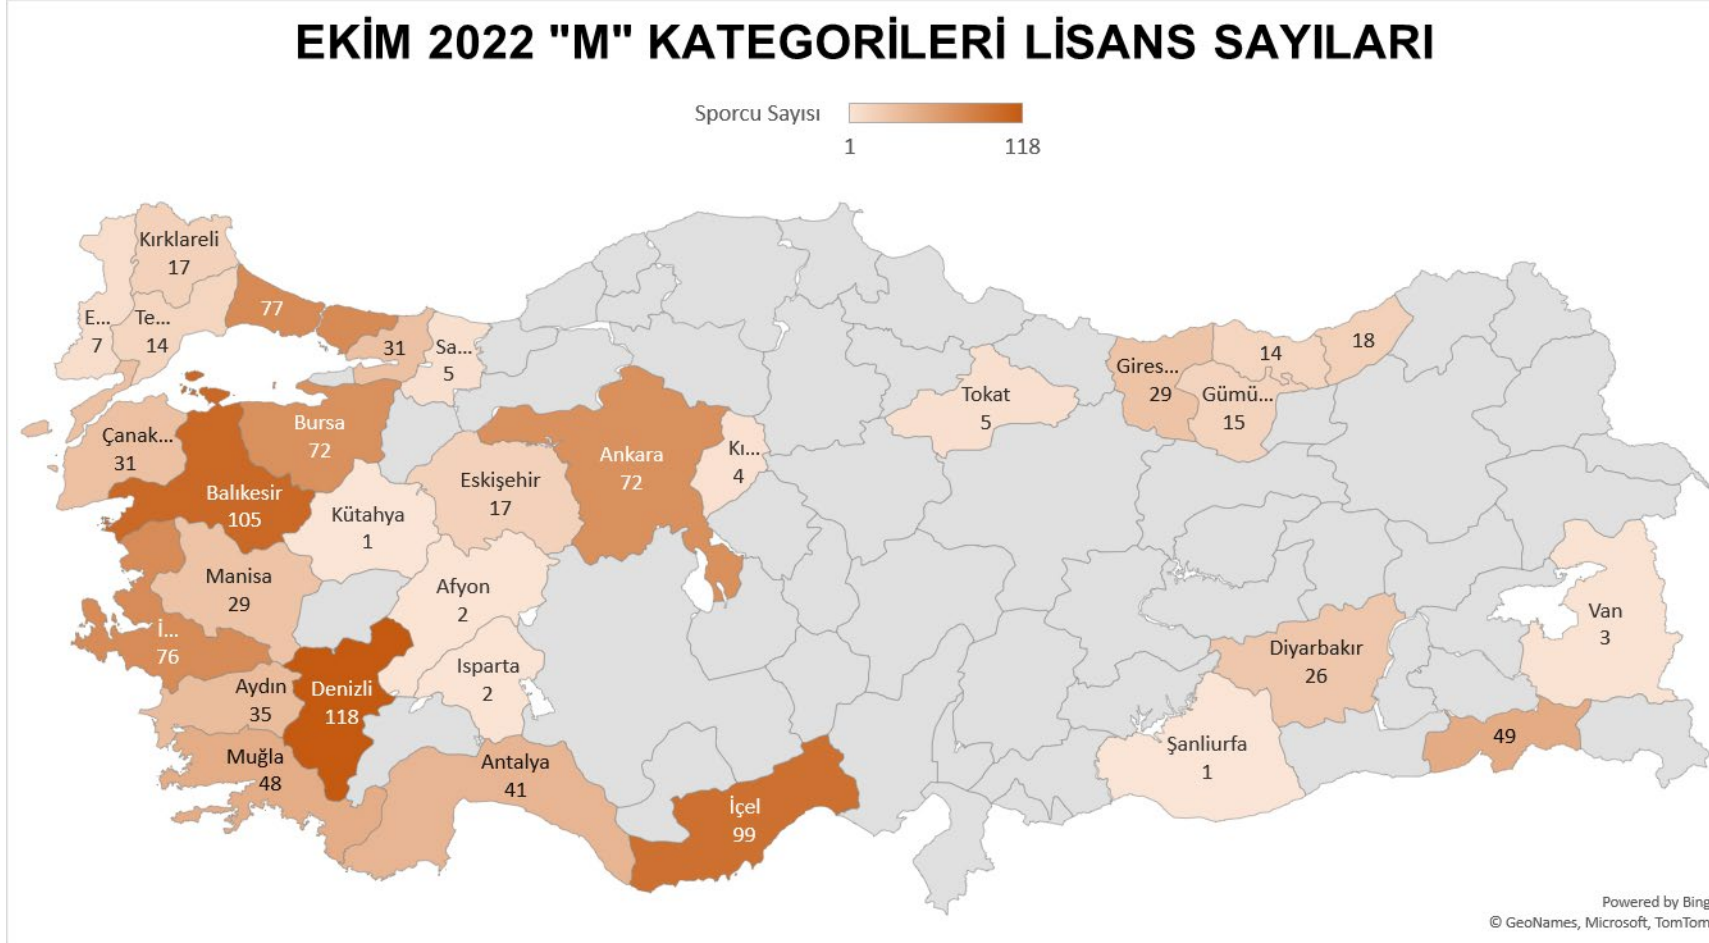 EKİM 2022 "M" KATEGORİLERİ LİSANS SAYILARI
Sporcu Sayısı
1
118
Kırklareli
17
E...
7
Te...
14
77
31
Sa...
5
Çanak...
31
Bursa
72
Balıkesir
105
Kütahya
1
Eskişehir
17
Ankara
72
Kı...
4
Tokat
5
Gires...
29
14
18
Gümü...
15
Manisa
29
Afyon
2
İ...
76
Isparta
2
Aydın
35
Denizli
118
Muğla
48
Antalya
41
İçel
99
Diyarbakır
26
Van
3
Şanliurfa
1
49
Powered by Bing
© GeoNames, Microsoft, TomTom